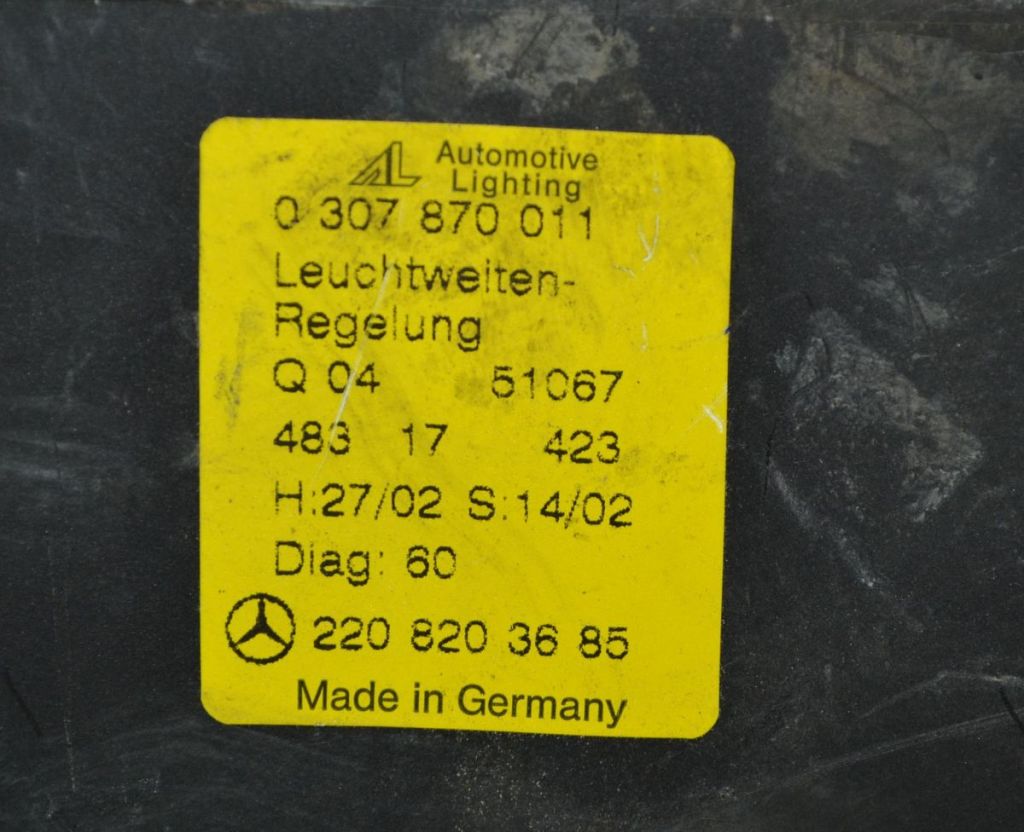 AL Automotive
Lighting
0 307 870 011
Leuchtweiten-
Regelung
Q 04 51067
483 17 423
H:27/02 S:14/02
Diag: 60
220 820 36 85
Made in Germany